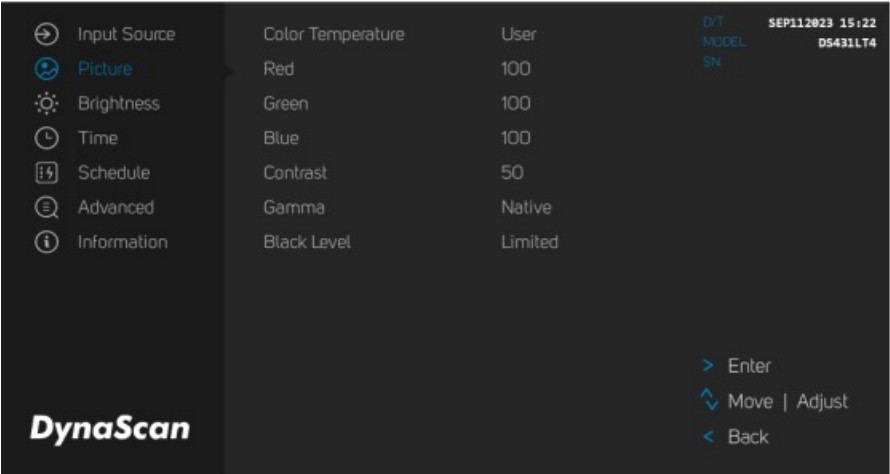 Input Source
Picture
Brightness
Time
Schedule
Advanced
Information
DynaScan
Color Temperature User
Red 100
Green 100
Blue 100
Contrast 50
Gamma Native
Black Level Limited
D/T SEP112023 15:22
MODEL DS431LT4
SN
> Enter
Move | Adjust
< Back